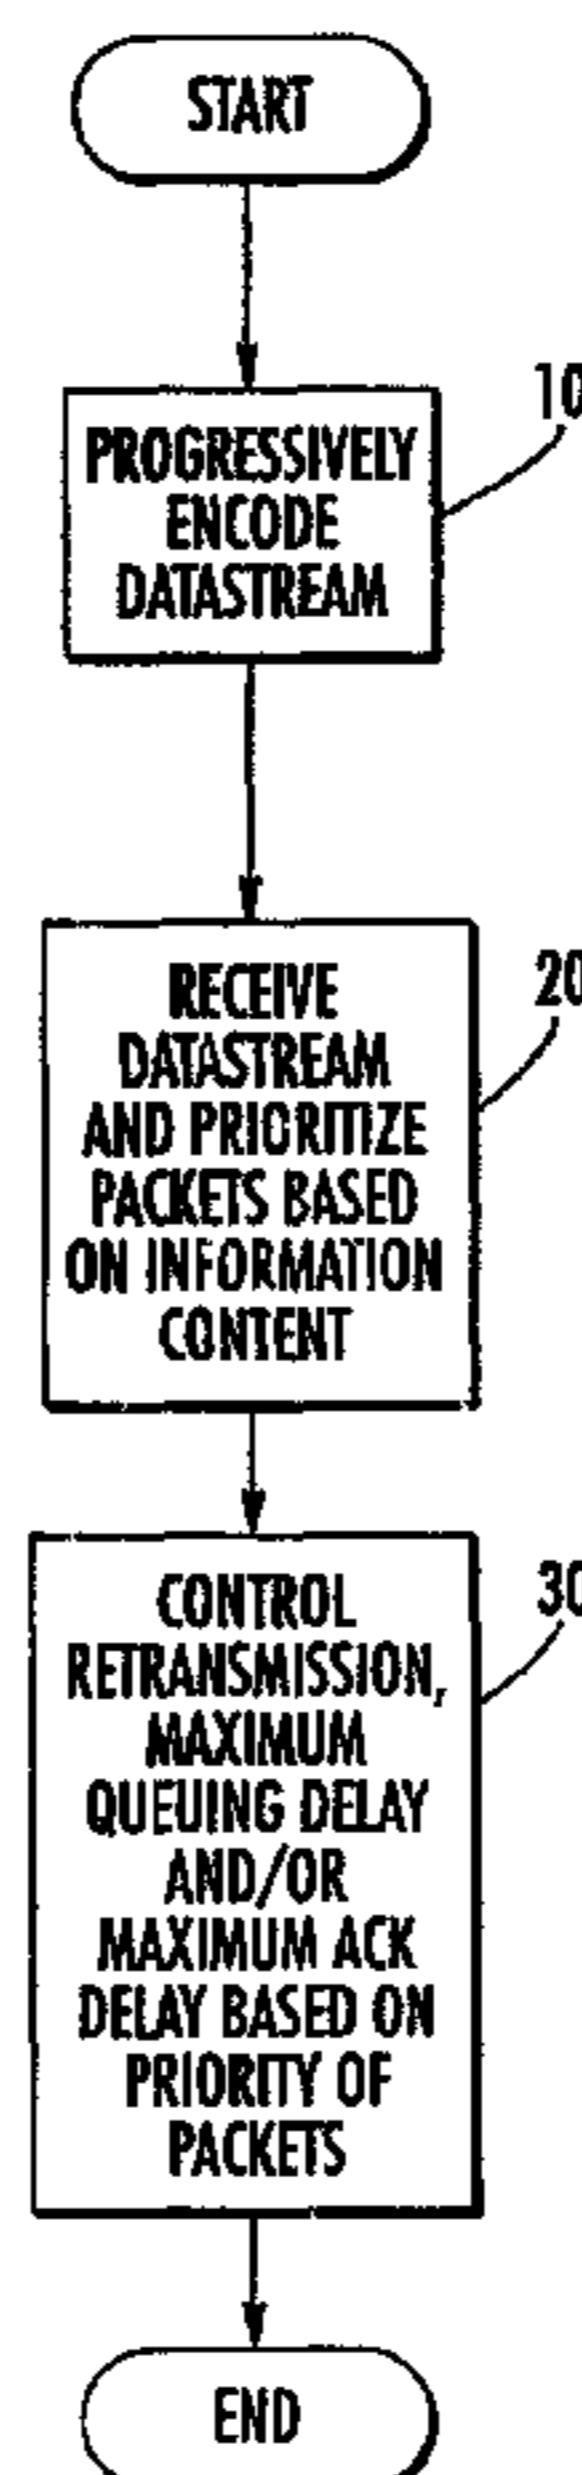 START
10
PROGRESSIVELY
ENCODE
DATASTREAM
20
RECEIVE
DATASTREAM
AND PRIORITIZE
PACKETS BASED
ON INFORMATION
CONTENT
30
CONTROL
RETRANSMISSION,
MAXIMUM
QUEUING DELAY
AND/OR
MAXIMUM ACK
DELAY BASED ON
PRIORITY OF
PACKETS
END